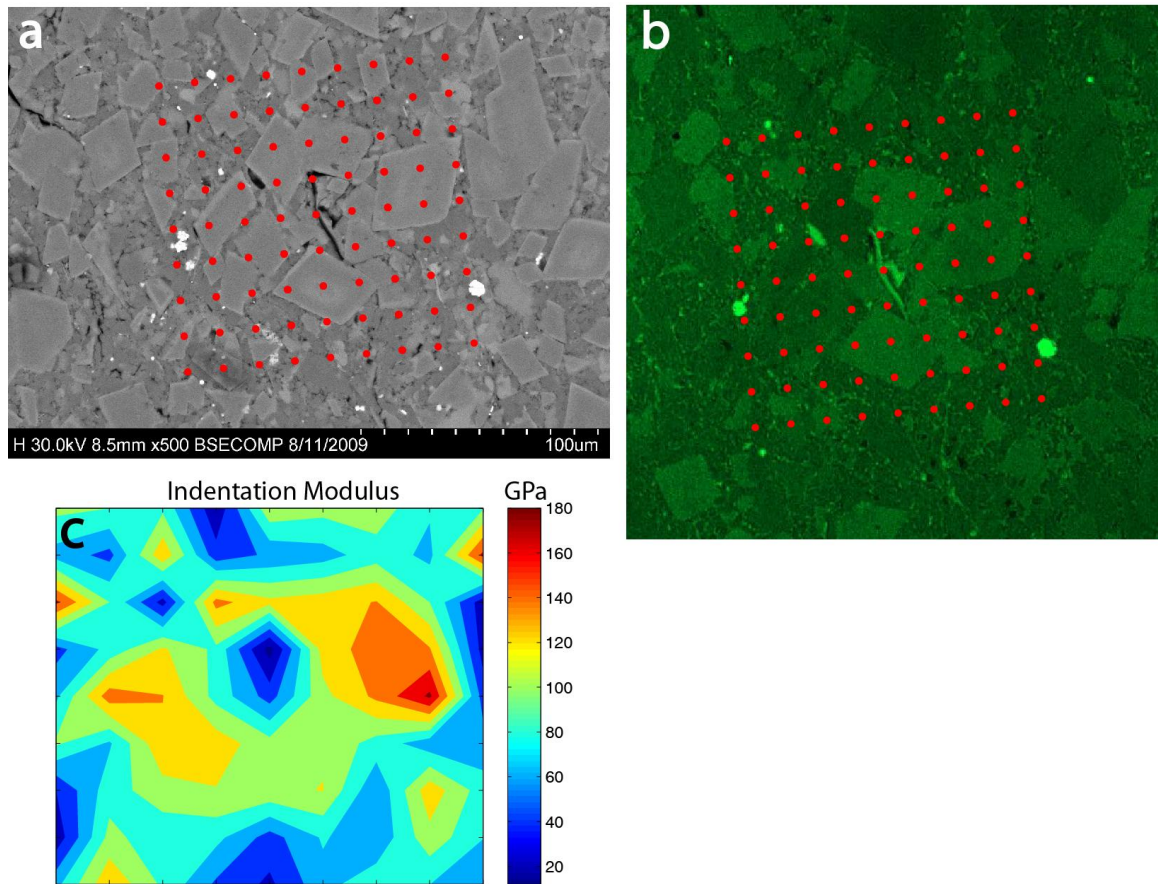 a
H 30.0kV 8.5mm x500 BSECOMP 8/11/2009
100um
b
Indentation Modulus
GPa
C
180
160
140
120
100
80
60
40
20